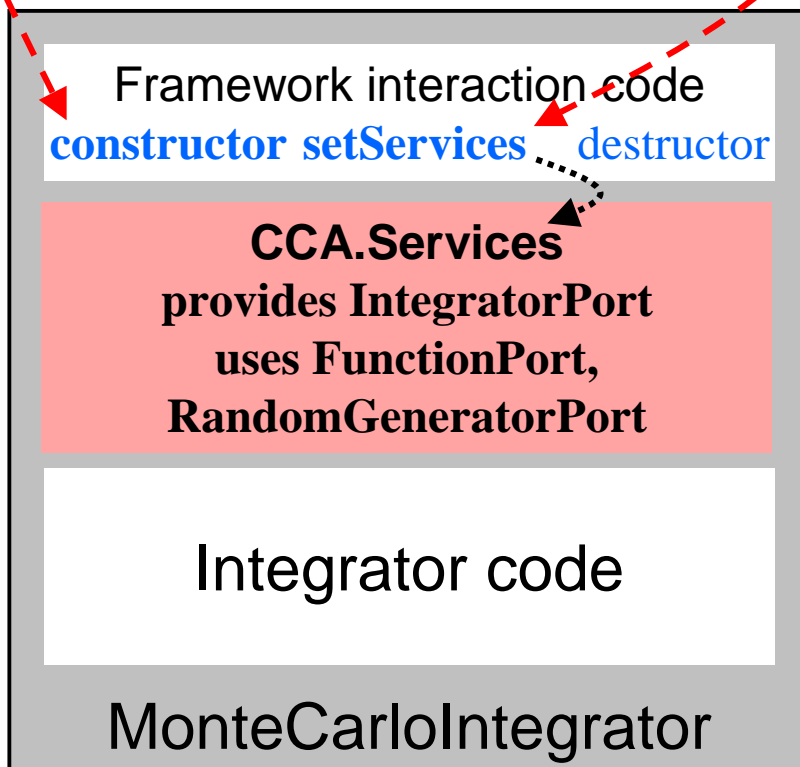 Framework interaction code
constructor setServices destructor
CCA.Services
provides IntegratorPort
uses FunctionPort,
RandomGeneratorPort
Integrator code
MonteCarloIntegrator